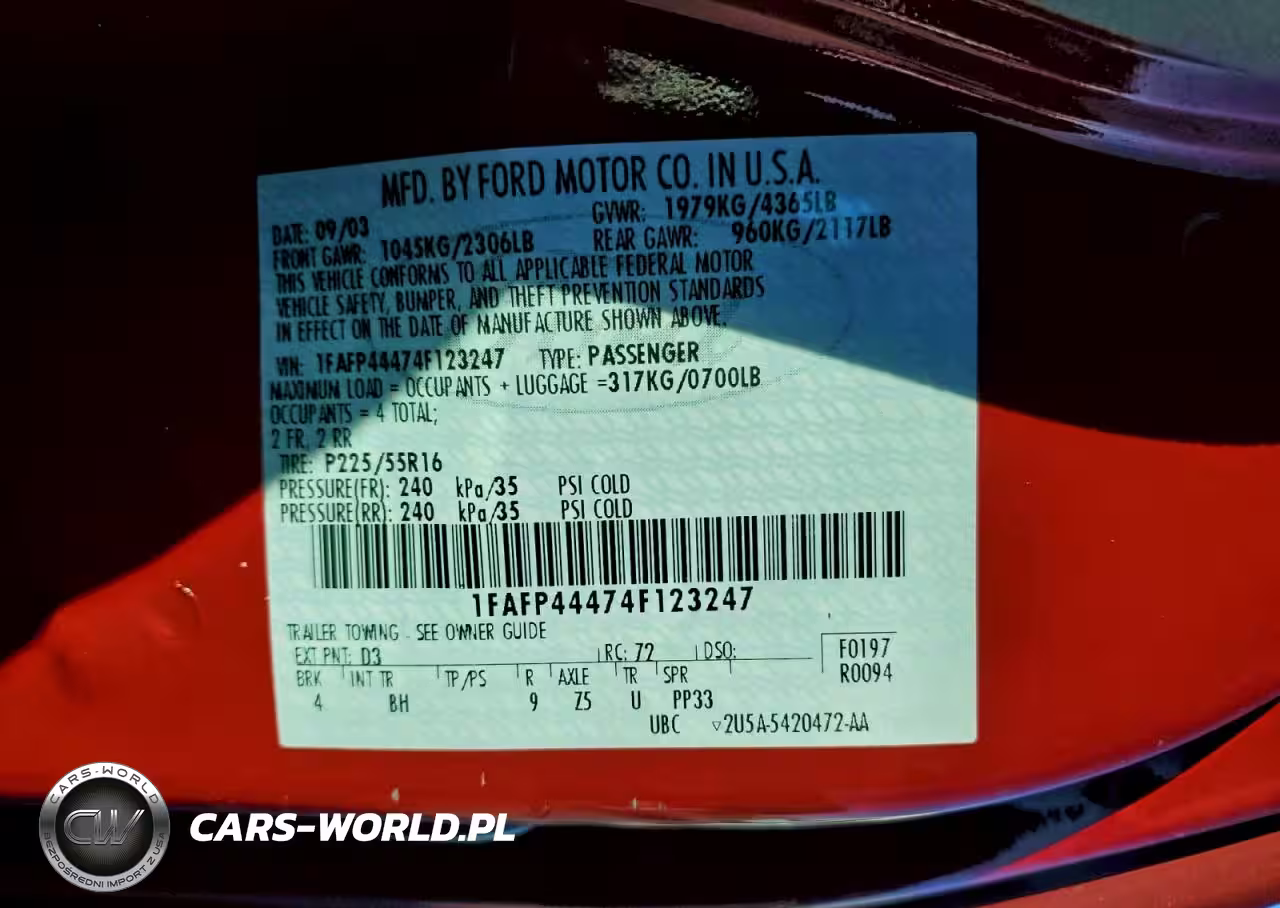 MFD. BY FORD MOTOR CO. IN U.S.A.
DATE: 09/03 GVWR: 1979KG/4365LB
FRONT GAWR: 1045KG/2306LB REAR GAWR: 960KG/2117LB
THIS VEHICLE CONFORMS TO ALL APPLICABLE FEDERAL MOTOR
VEHICLE SAFETY, BUMPER, AND THEFT PREVENTION STANDARDS
IN EFFECT ON THE DATE OF MANUFACTURE SHOWN ABOVE.
VIN: 1FAFP44474F123247 TYPE: PASSENGER
MAXIMUM LOAD = OCCUPANTS + LUGGAGE =317KG/0700LB
OCCUPANTS = 4 TOTAL;
2 FR, 2 RR
TIRE: P225/55R16
PRESSURE(FR): 240 kPa/35 PSI COLD
PRESSURE(RR): 240 kPa/35 PSI COLD
1FAFP44474F123247
TRAILER TOWING - SEE OWNER GUIDE
EXT PNT: D3 RC: 72 DSO: F0197
BRK INT TR TP/PS R AXLE TR SPR R0094
4 BH 9 Z5 U PP33
UBC ▽2U5A-5420472-AA
CARS-WORLD
CW
BEZPOŚREDNI IMPORT Z USA
CARS-WORLD.PL